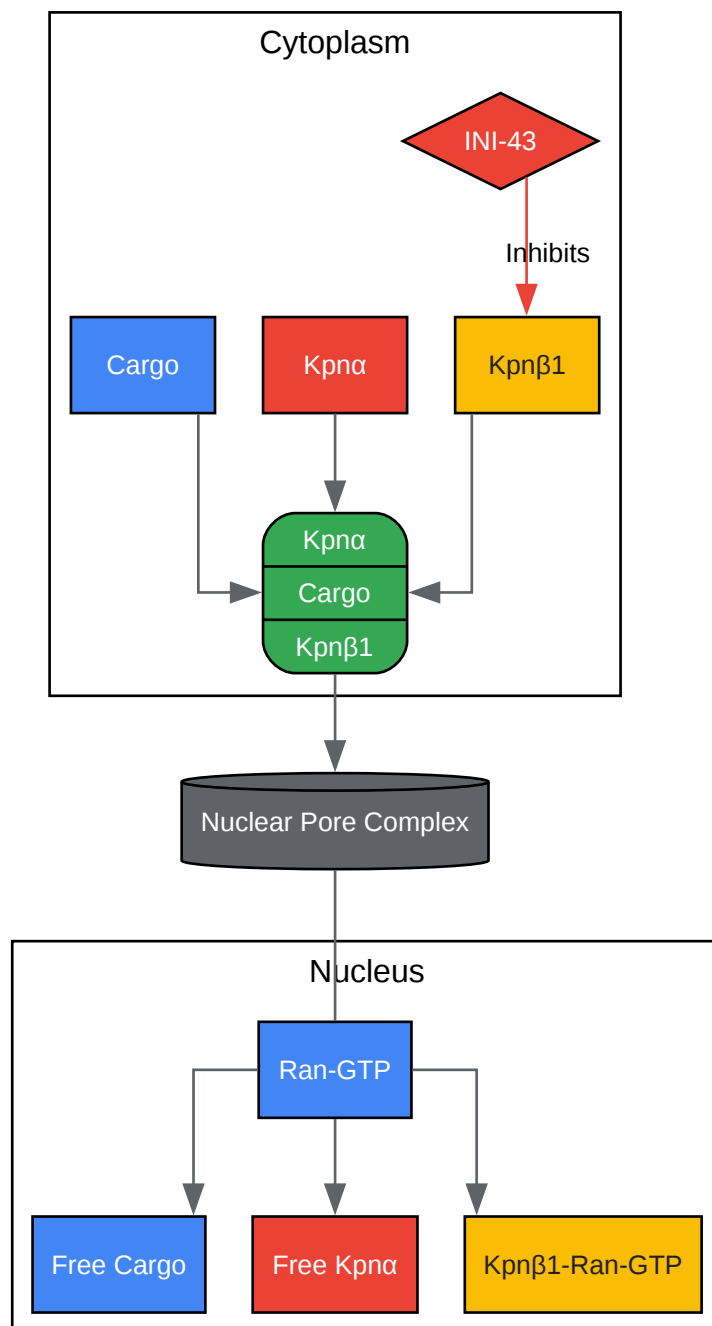 Cytoplasm
INI-43
Inhibits
Cargo
Kpnα
Kpnβ1
Kpnα
Cargo
Kpnβ1
Nuclear Pore Complex
Nucleus
Ran-GTP
Free Cargo
Free Kpnα
Kpnβ1-Ran-GTP